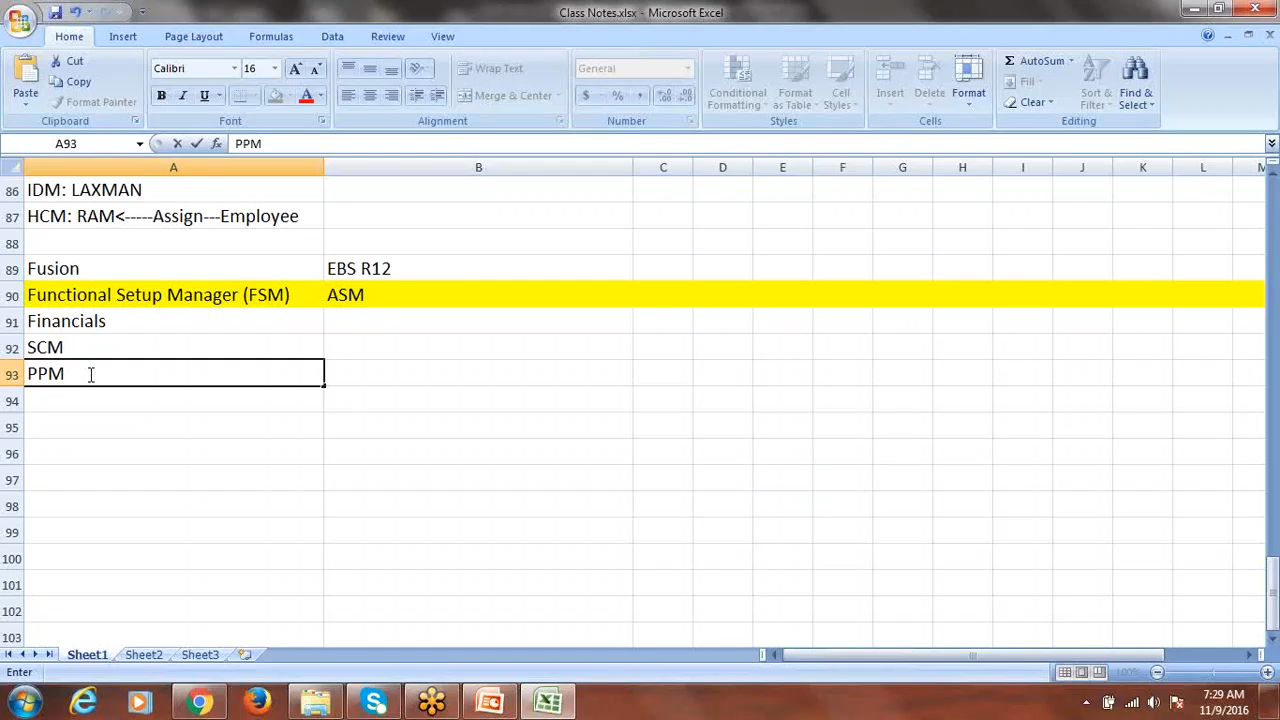 Class Notes.xlsx - Microsoft Excel
Home Insert Page Layout Formulas Data Review View
Paste
Cut
Copy
Format Painter
Clipboard
Calibri 16
B I U
Font
Wrap Text
Merge & Center
Alignment
General
$ % ,
Number
Conditional Formatting
Format as Table
Cell Styles
Styles
Insert
Delete
Format
Cells
Σ AutoSum
Fill
Clear
Sort & Filter
Find & Select
Editing
A93 fx PPM
A B C D E F G H I J K L M
86 IDM: LAXMAN
87 HCM: RAM<-----Assign---Employee
88
89 Fusion EBS R12
90 Functional Setup Manager (FSM) ASM
91 Financials
92 SCM
93 PPM
94
95
96
97
98
99
100
101
102
103
Sheet1 Sheet2 Sheet3
Enter 100%
7:29 AM
11/9/2016